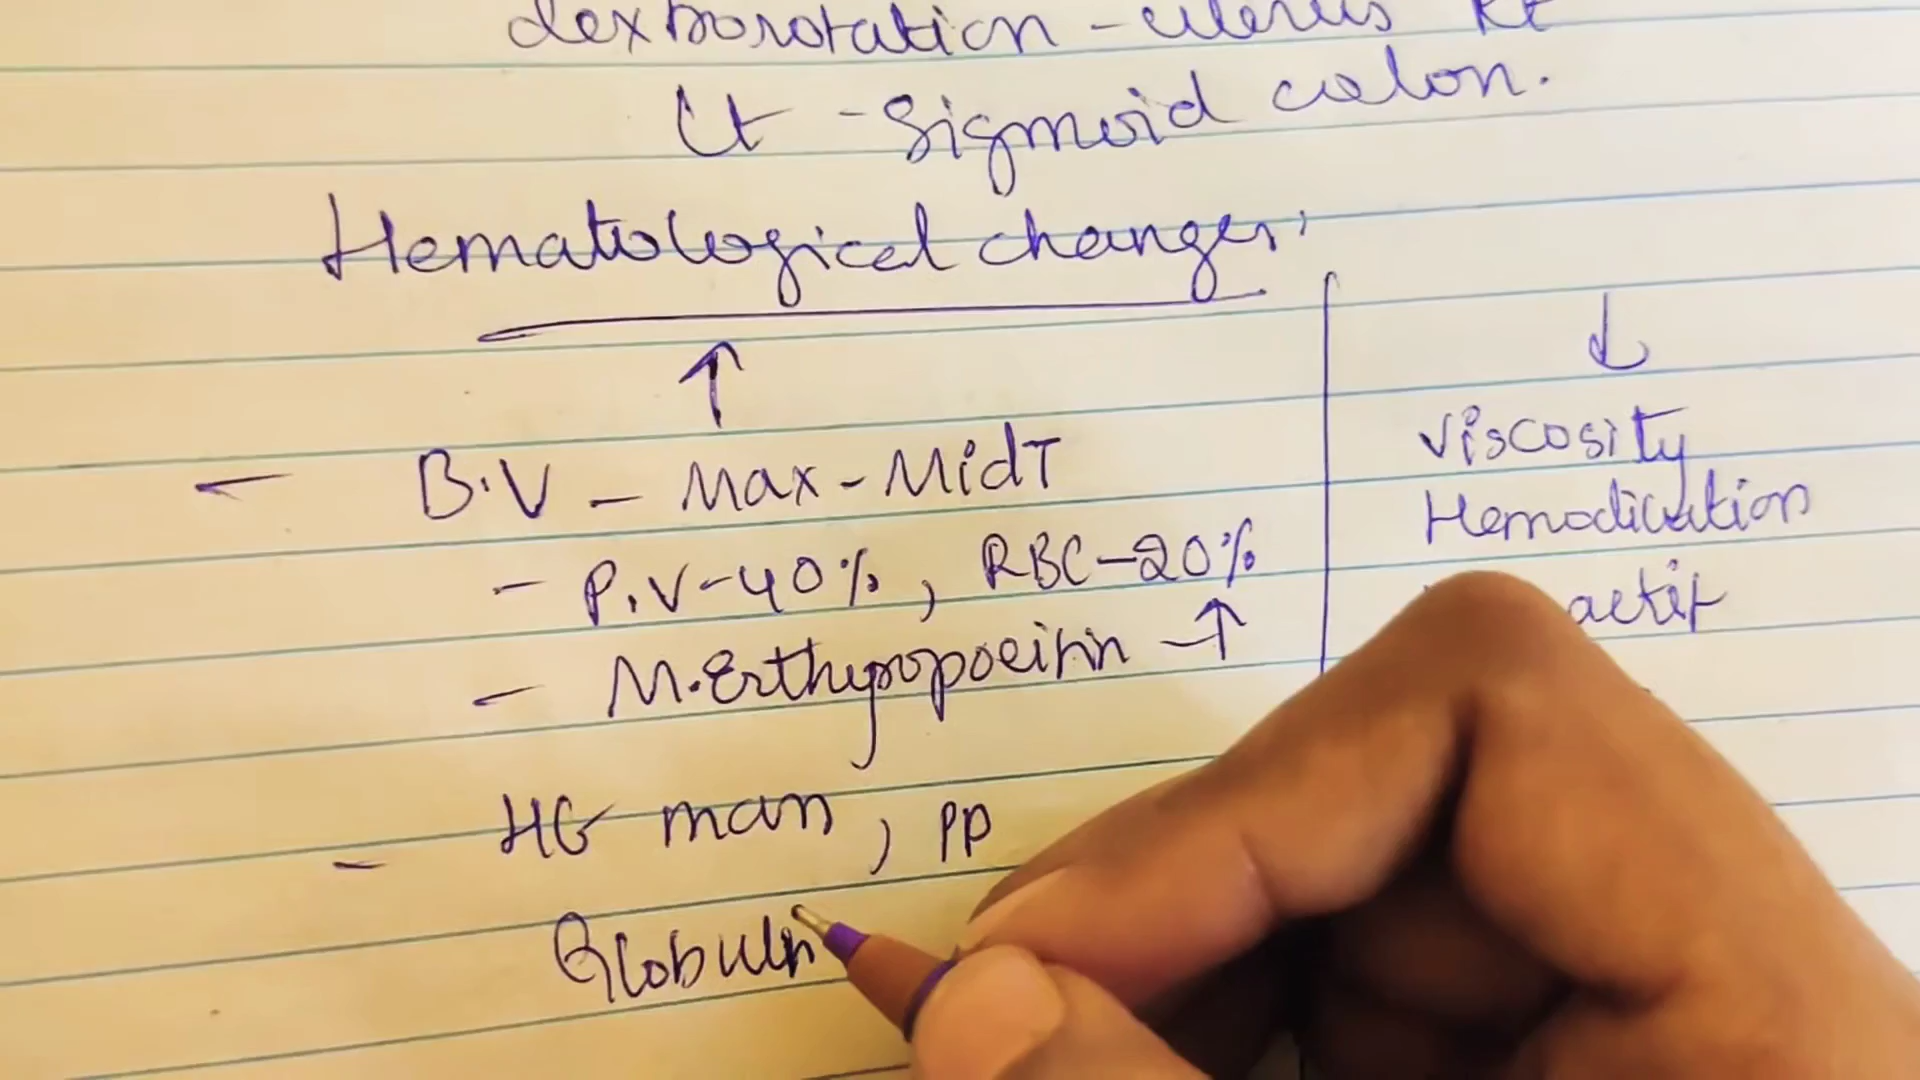 dextrorotation - uterus Rt
Lt - Sigmoid colon.
Hematological changes.
↑
- B.V - Max - MidT
- P.V - 40%, RBC - 20%
- M. Erthyropoeitin - ↑
- HG mass, PP
Globulin
↓
Viscosity
Hemodilution